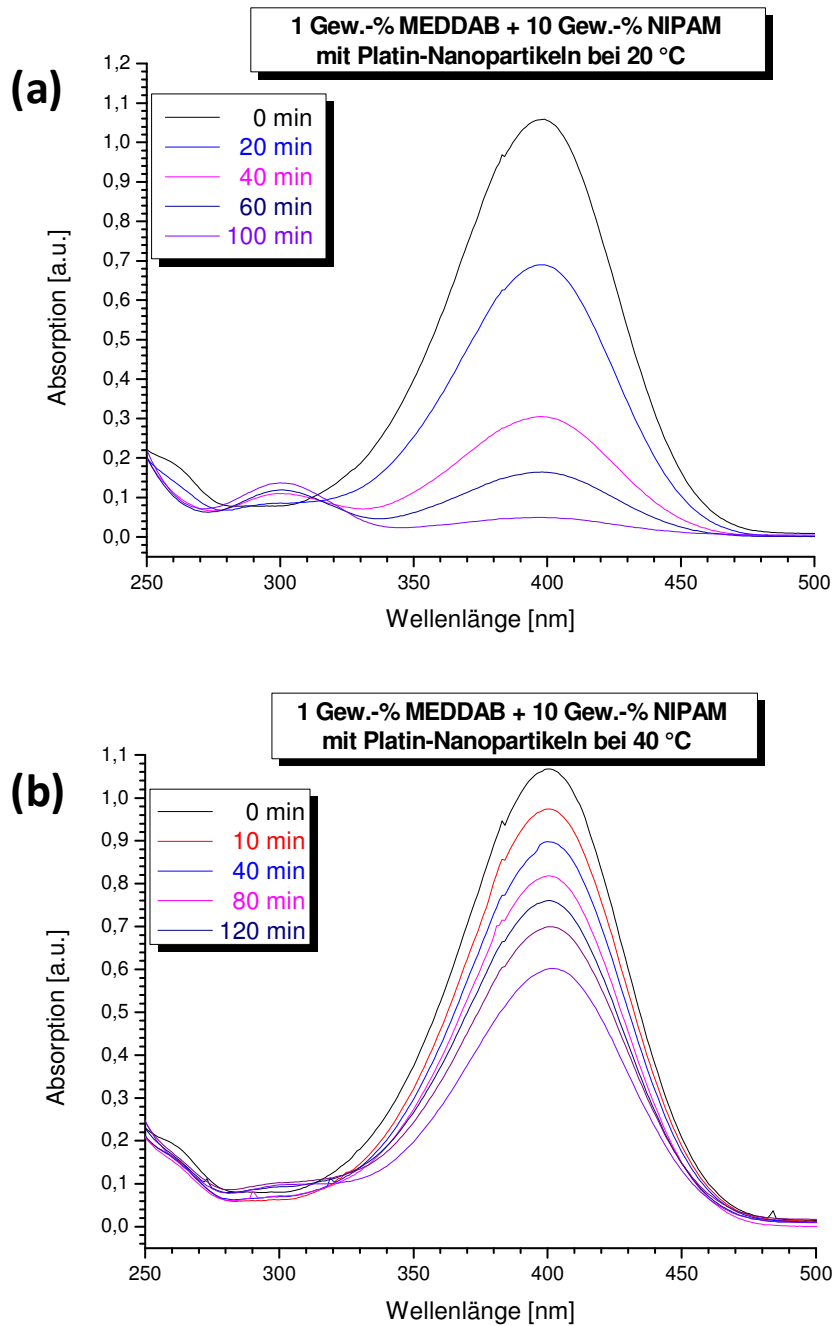 1 Gew.-% MEDDAB + 10 Gew.-% NIPAM
mit Platin-Nanopartikeln bei 20 °C
(a)
1,2
1,1
1,0
0,9
0,8
0,7
0,6
0,5
0,4
0,3
0,2
0,1
0,0
Absorption [a.u.]
0 min
20 min
40 min
60 min
100 min
250 300 350 400 450 500
Wellenlänge [nm]
1 Gew.-% MEDDAB + 10 Gew.-% NIPAM
mit Platin-Nanopartikeln bei 40 °C
(b)
1,1
1,0
0,9
0,8
0,7
0,6
0,5
0,4
0,3
0,2
0,1
0,0
Absorption [a.u.]
0 min
10 min
40 min
80 min
120 min
250 300 350 400 450 500
Wellenlänge [nm]